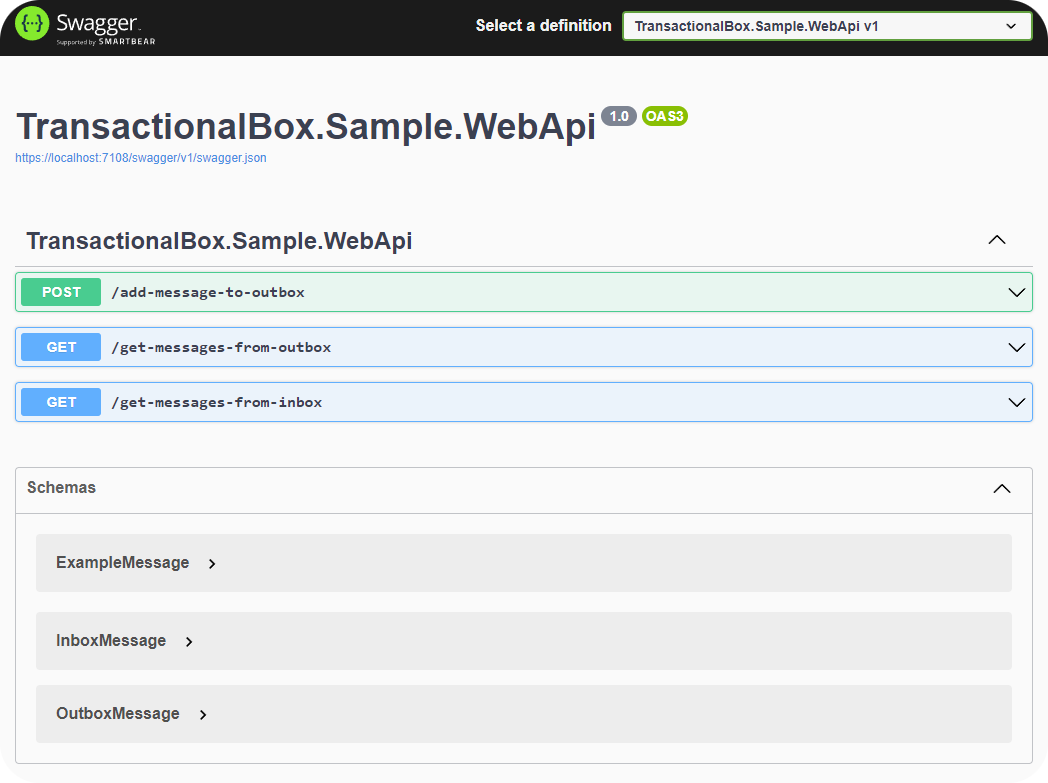 Swagger.
Supported by SMARTBEAR
Select a definition
TransactionalBox.Sample.WebApi v1
TransactionalBox.Sample.WebApi 1.0 OAS3
https://localhost:7108/swagger/v1/swagger.json
TransactionalBox.Sample.WebApi
POST /add-message-to-outbox
GET /get-messages-from-outbox
GET /get-messages-from-inbox
Schemas
ExampleMessage
InboxMessage
OutboxMessage